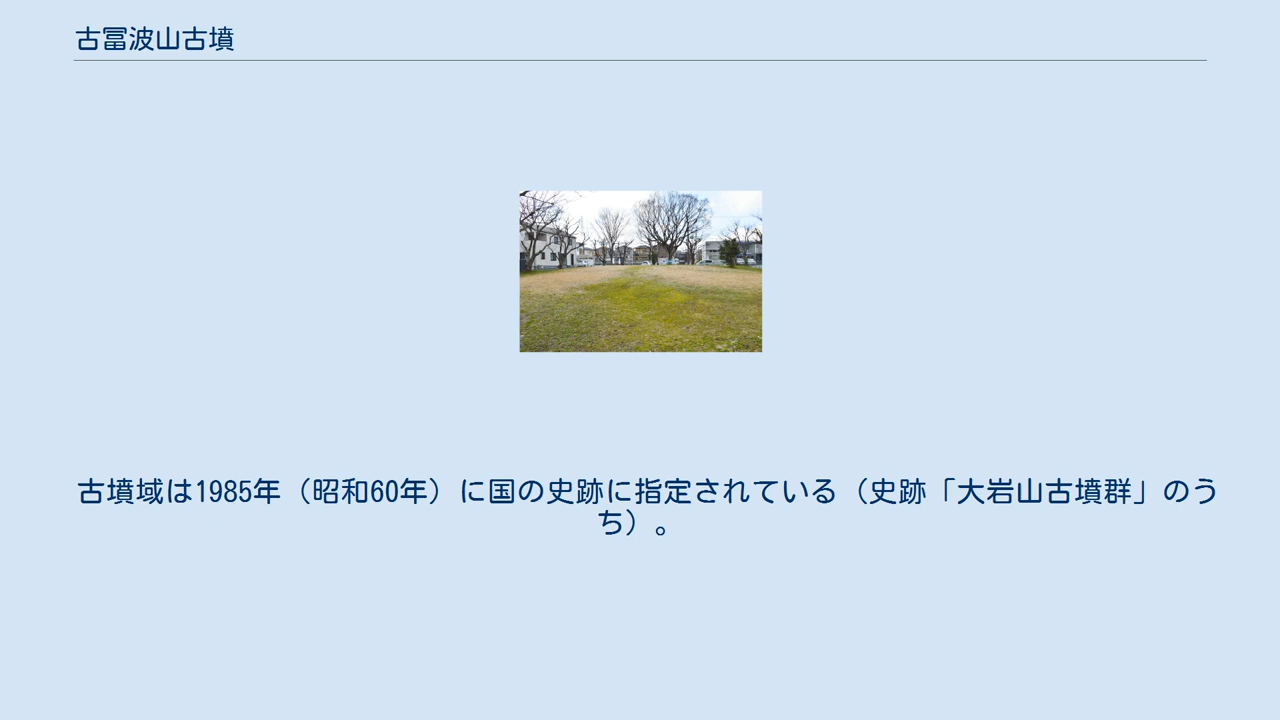 古冨波山古墳
古墳域は1985年（昭和60年）に国の史跡に指定されている（史跡「大岩山古墳群」のう
ち）。